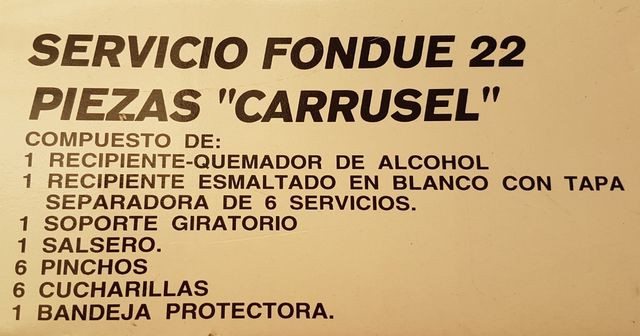 SERVICIO FONDUE 22
PIEZAS "CARRUSEL"
COMPUESTO DE:
1 RECIPIENTE-QUEMADOR DE ALCOHOL
1 RECIPIENTE ESMALTADO EN BLANCO CON TAPA
SEPARADORA DE 6 SERVICIOS.
1 SOPORTE GIRATORIO
1 SALSERO.
6 PINCHOS
6 CUCHARILLAS
1 BANDEJA PROTECTORA.